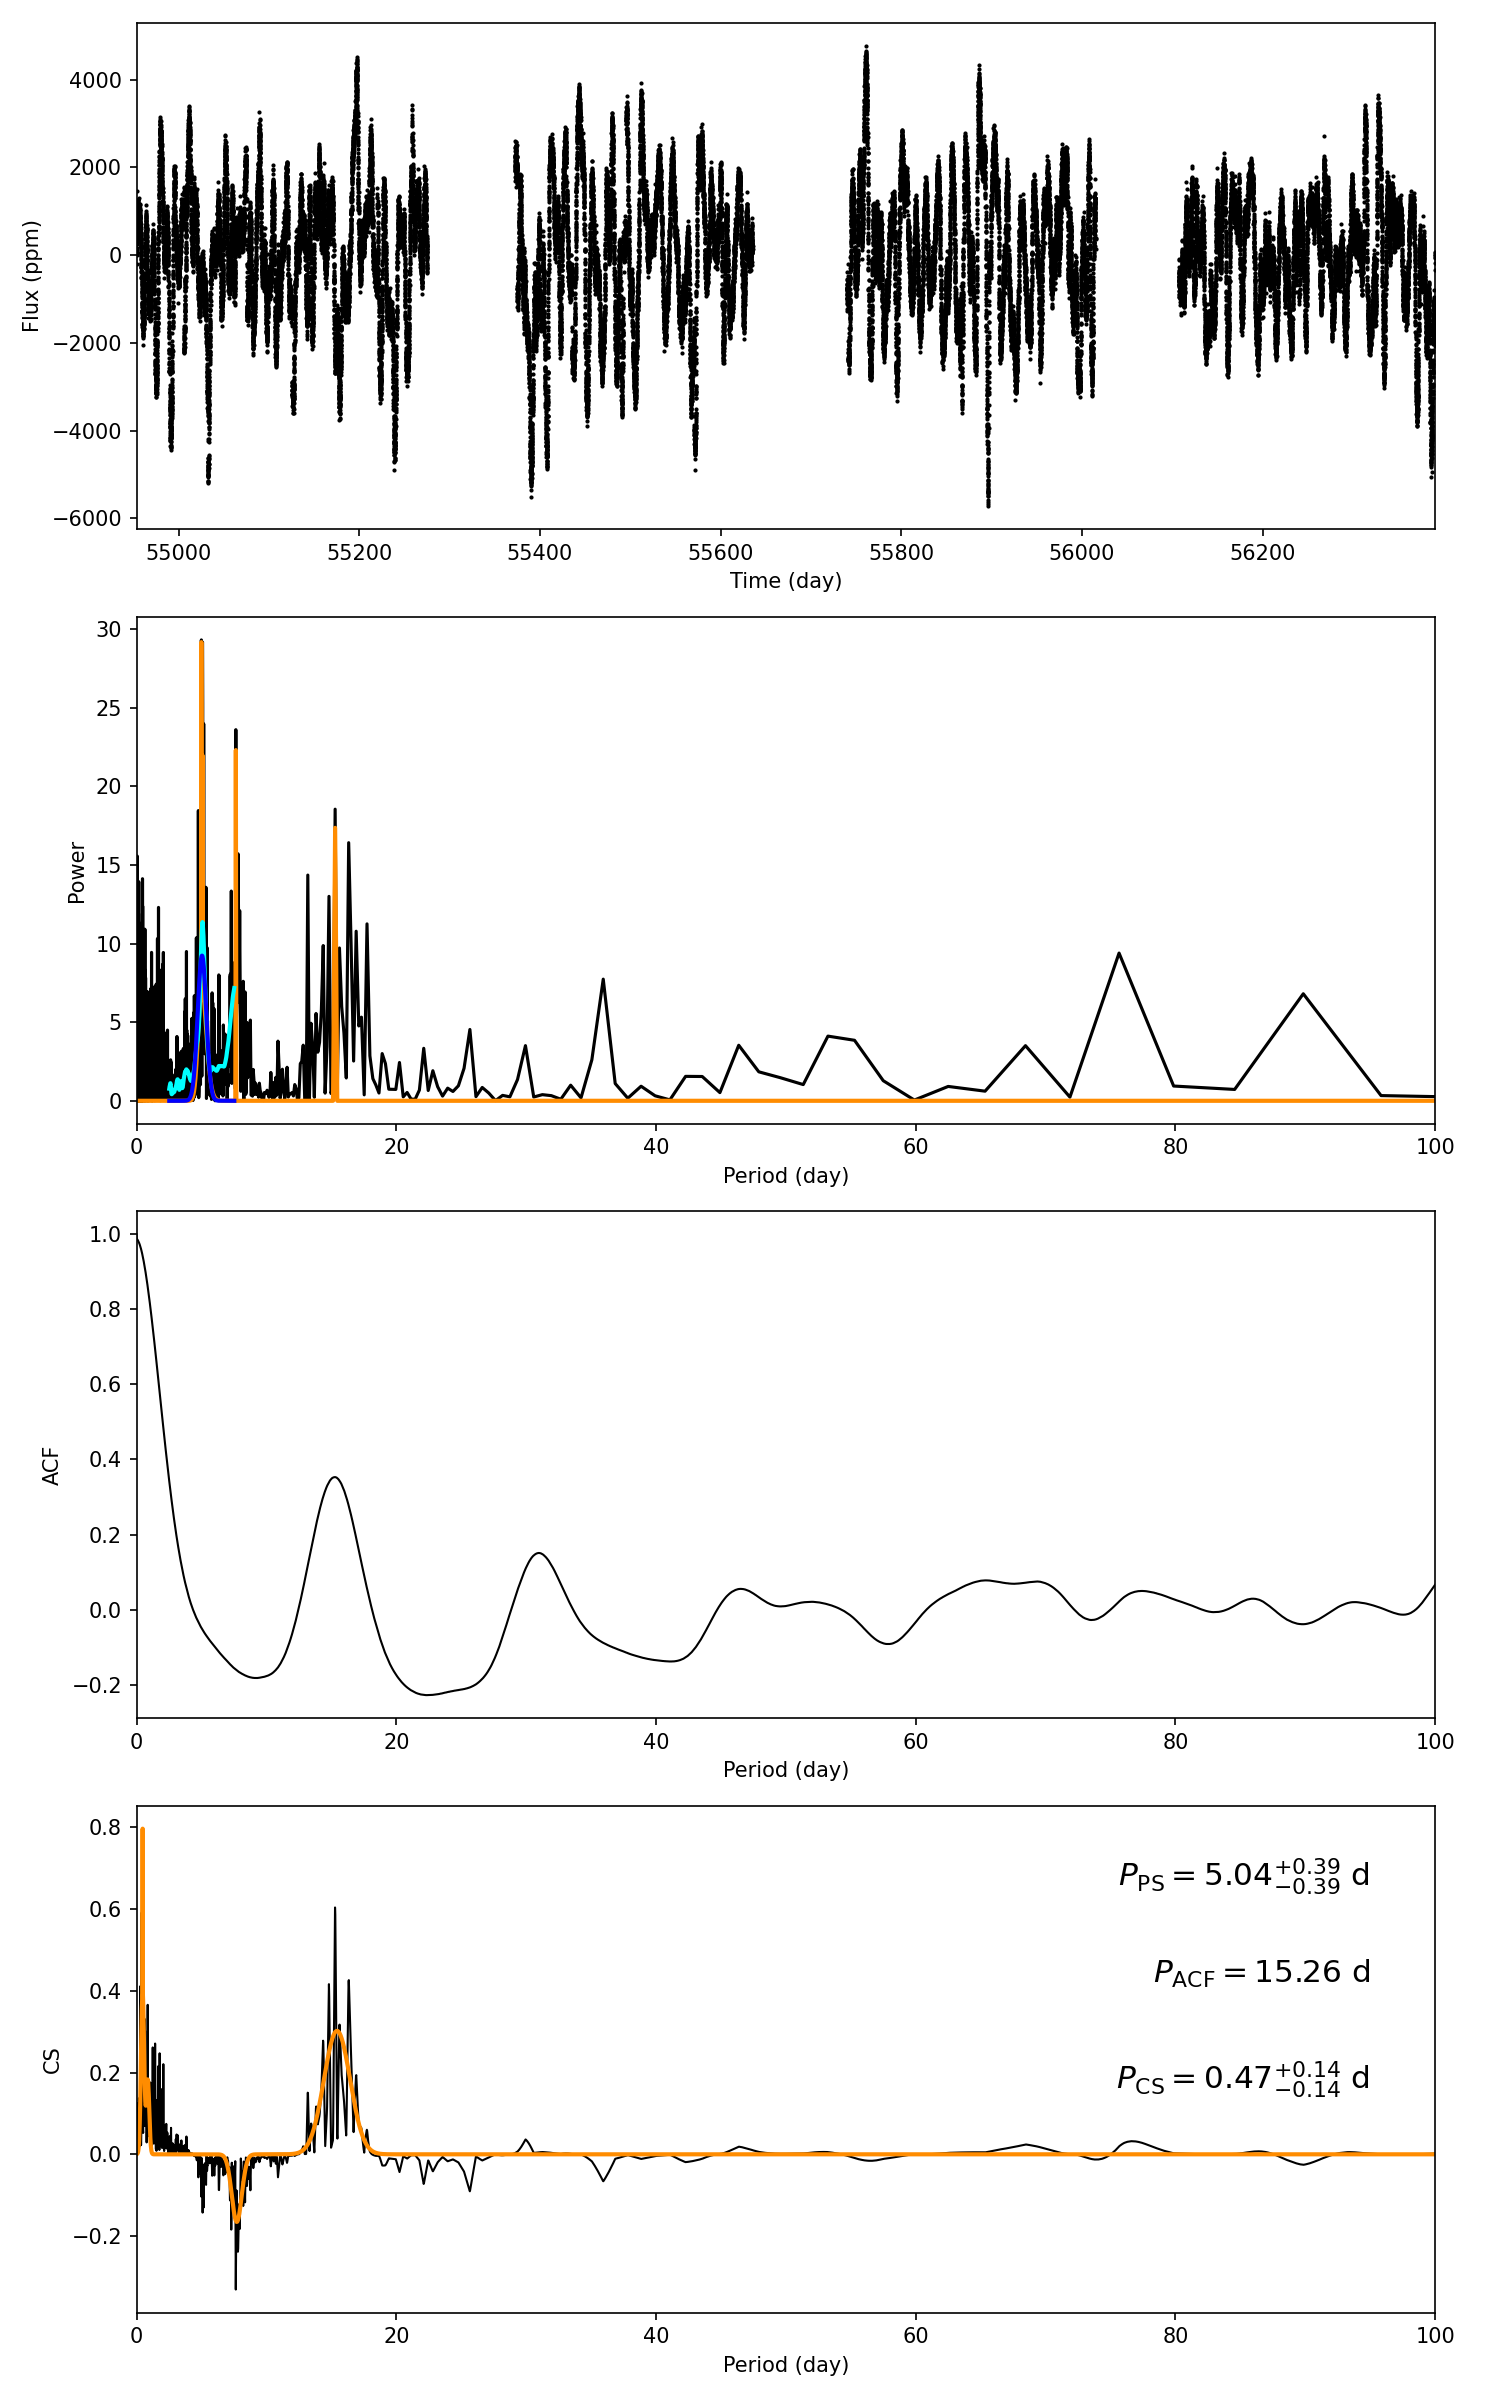 4000
2000
0
−2000
−4000
−6000
Flux (ppm)
55000 55200 55400 55600 55800 56000 56200
Time (day)
30
25
20
15
10
5
0
Power
0 20 40 60 80 100
Period (day)
1.0
0.8
0.6
0.4
0.2
0.0
−0.2
ACF
0 20 40 60 80 100
Period (day)
0.8
0.6
0.4
0.2
0.0
−0.2
CS
P_PS = 5.04 +0.39 −0.39 d
P_ACF = 15.26 d
P_CS = 0.47 +0.14 −0.14 d
0 20 40 60 80 100
Period (day)